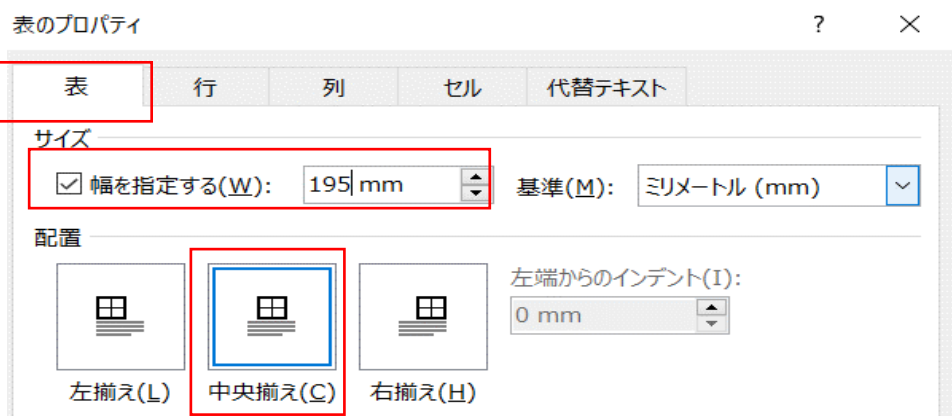 表のプロパティ ?
表 行 列 セル 代替テキスト
サイズ
幅を指定する(W): 195 mm 基準(M): ミリメートル (mm)
配置
左端からのインデント(I):
0 mm
左揃え(L) 中央揃え(C) 右揃え(H)